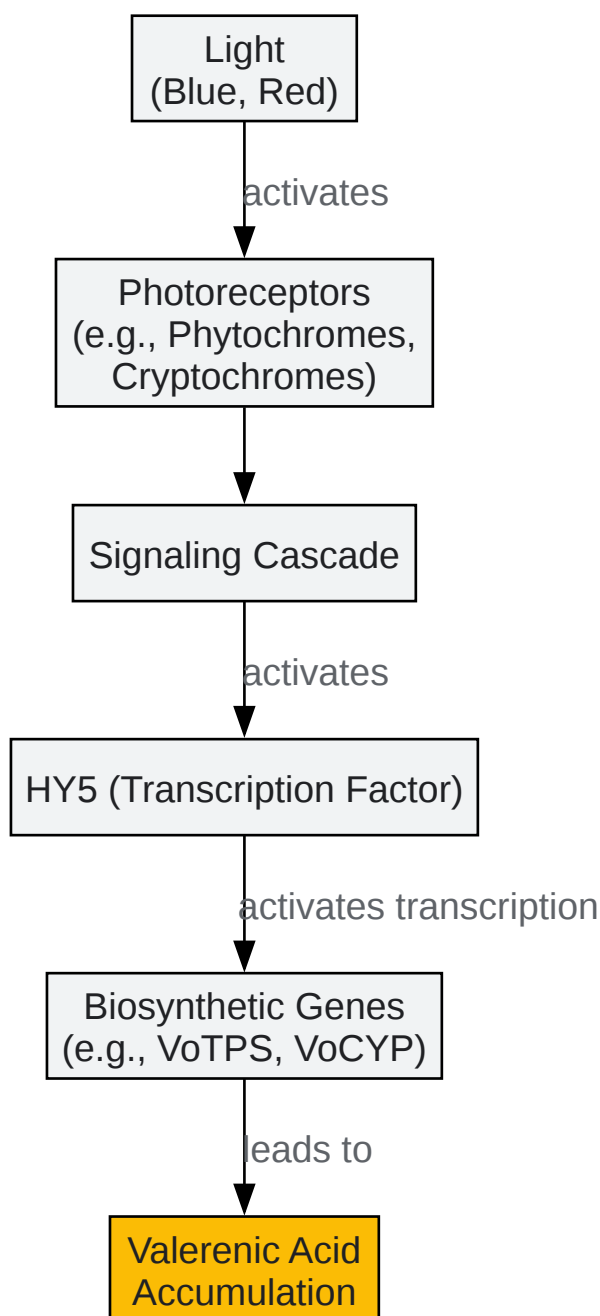 Light
(Blue, Red)
activates
Photoreceptors
(e.g., Phytochromes,
Cryptochromes)
Signaling Cascade
activates
HY5 (Transcription Factor)
activates transcription
Biosynthetic Genes
(e.g., VoTPS, VoCYP)
leads to
Valerenic Acid
Accumulation